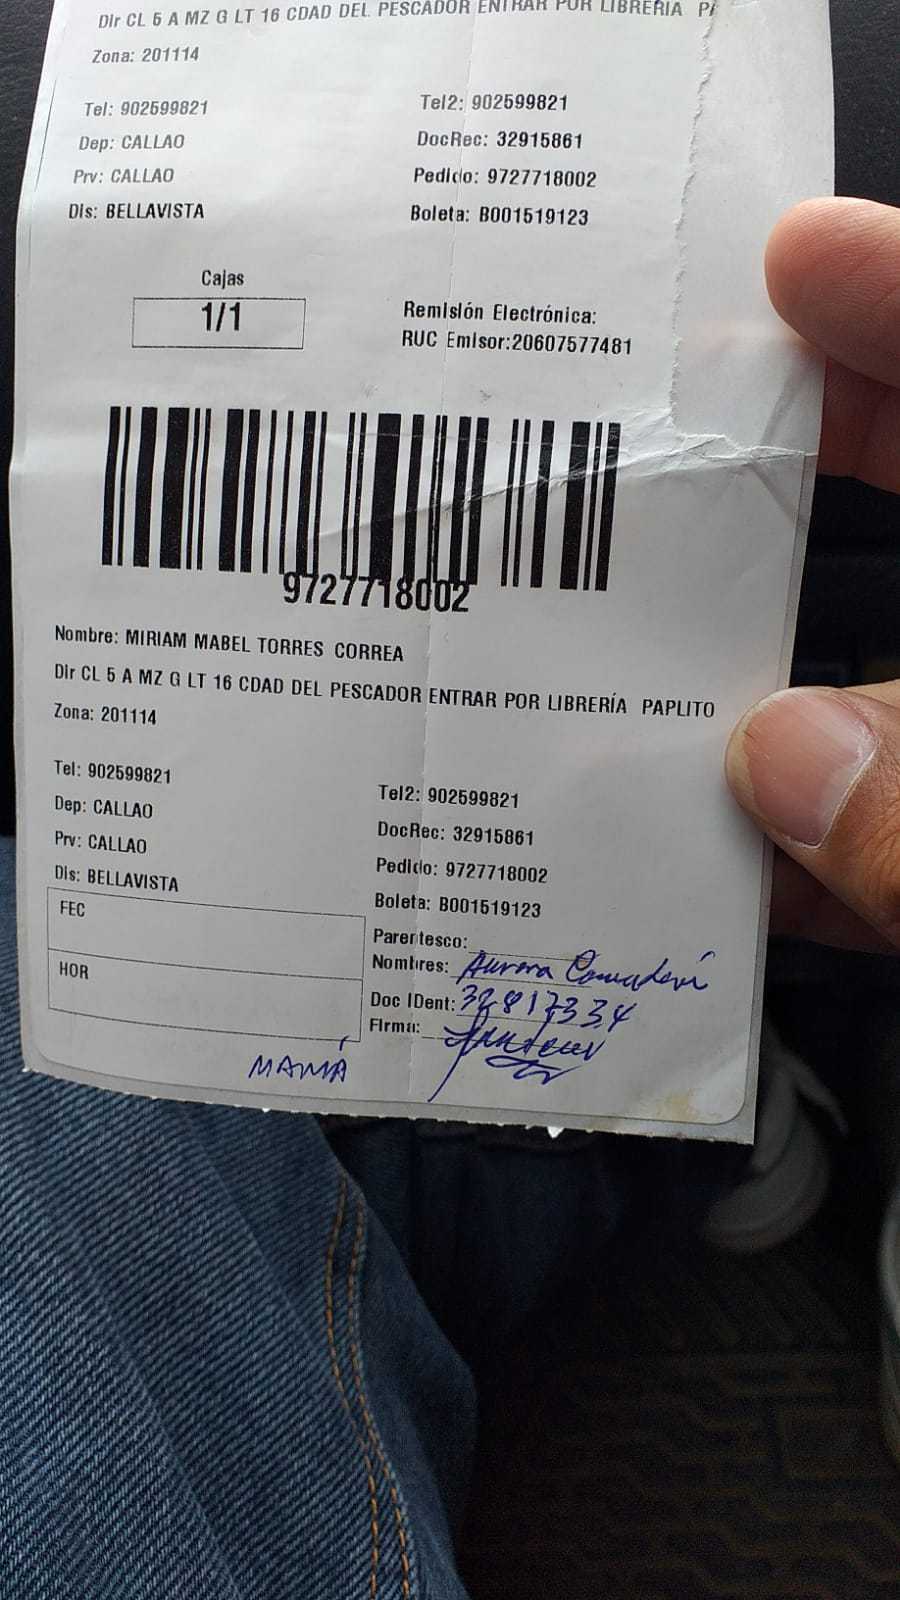 Dir CL 5 A MZ G LT 16 CDAD DEL PESCADOR ENTRAR POR LIBRERÍA
Zona: 201114
Tel: 902599821 Tel2: 902599821
Dep: CALLAO DocRec: 32915861
Prv: CALLAO Pedido: 9727718002
Dis: BELLAVISTA Boleta: B001519123
Cajas
1/1
Remisión Electrónica:
RUC Emisor:20607577481
9727718002
Nombre: MIRIAM MABEL TORRES CORREA
Dir CL 5 A MZ G LT 16 CDAD DEL PESCADOR ENTRAR POR LIBRERÍA PAPLITO
Zona: 201114
Tel: 902599821 Tel2: 902599821
Dep: CALLAO DocRec: 32915861
Prv: CALLAO Pedido: 9727718002
Dis: BELLAVISTA Boleta: B001519123
FEC
HOR
Parentesco:
Nombres: Aurora
Doc IDent: 32817334
Firma:
MAMÁ